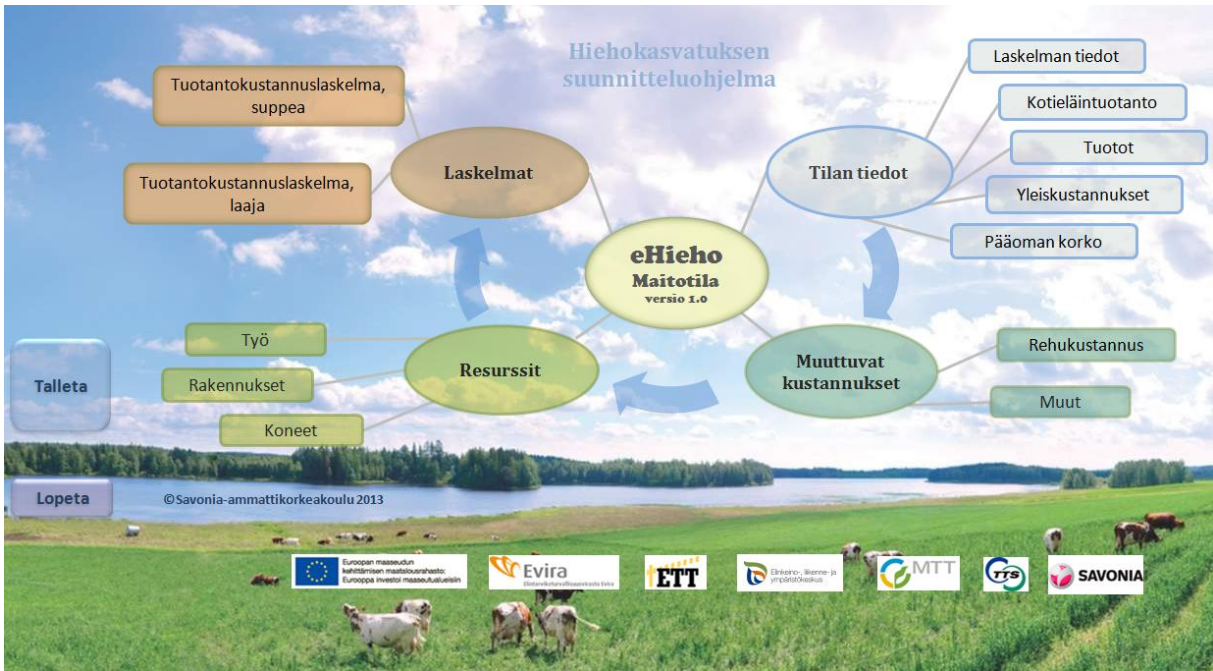 Hiehokasvatuksen
suunnitteluohjelma
Tuotantokustannuslaskelma,
suppea
Tuotantokustannuslaskelma,
laaja
Laskelmat
Tilan tiedot
Laskelman tiedot
Kotieläintuotanto
Tuotot
Yleiskustannukset
Pääoman korko
eHieho
Maitotila
versio 1.0
Työ
Rakennukset
Koneet
Resurssit
Muuttuvat
kustannukset
Rehukustannus
Muut
Talleta
Lopeta
©Savonia-ammattikorkeakoulu 2013
Euroopan maaseudun
kehittämisen maatalousrahasto:
Eurooppa investoi maaseutualueisiin
Evira
Elintarviketurvallisuusvirasto Evira
ETT
Elinkeino-, liikenne- ja
ympäristökeskus
MTT
TTS
SAVONIA